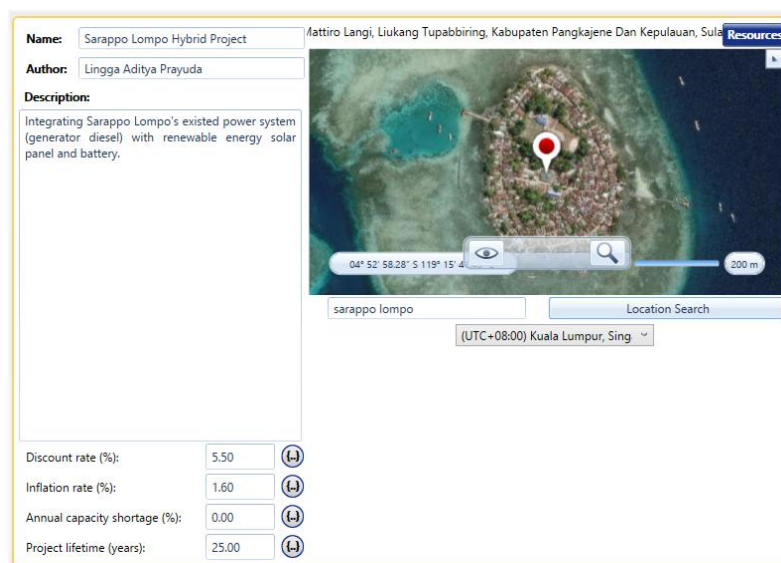 Name: Sarappo Lompo Hybrid Project
Author: Lingga Aditya Prayuda
Description:
Integrating Sarappo Lompo's existed power system
(generator diesel) with renewable energy solar
panel and battery.
Discount rate (%): 5.50 {..}
Inflation rate (%): 1.60 {..}
Annual capacity shortage (%): 0.00 {..}
Project lifetime (years): 25.00 {..}
Mattiro Langi, Liukang Tupabbiring, Kabupaten Pangkajene Dan Kepulauan, Sula
Resources
04° 52' 58.28" S 119° 15'
200 m
sarappo lompo
Location Search
(UTC+08:00) Kuala Lumpur, Sing